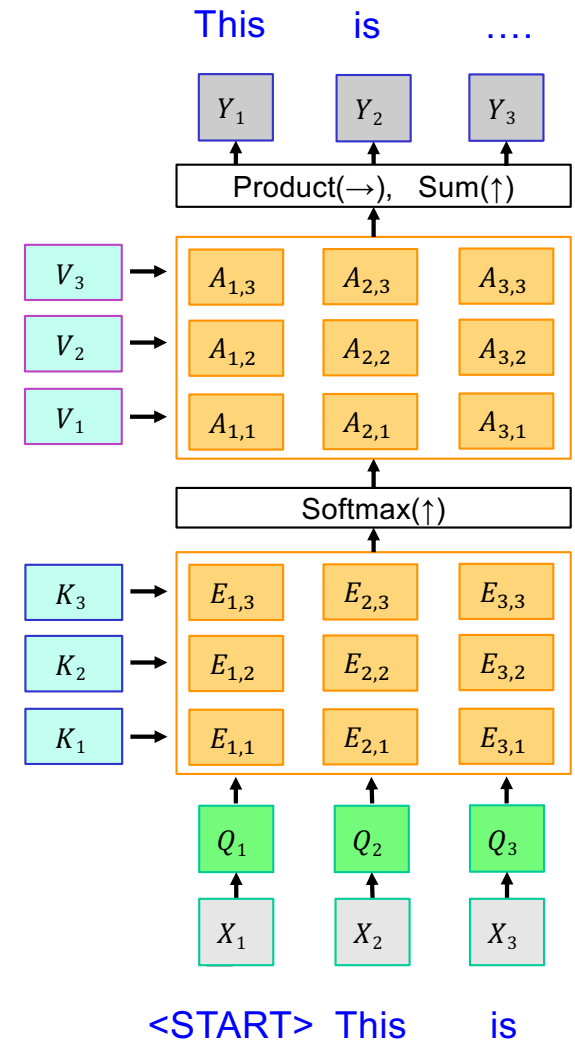 This is ....
Y₁ Y₂ Y₃
Product(→), Sum(↑)
V₃ A₁,₃ A₂,₃ A₃,₃
V₂ A₁,₂ A₂,₂ A₃,₂
V₁ A₁,₁ A₂,₁ A₃,₁
Softmax(↑)
K₃ E₁,₃ E₂,₃ E₃,₃
K₂ E₁,₂ E₂,₂ E₃,₂
K₁ E₁,₁ E₂,₁ E₃,₁
Q₁ Q₂ Q₃
X₁ X₂ X₃
<START> This is